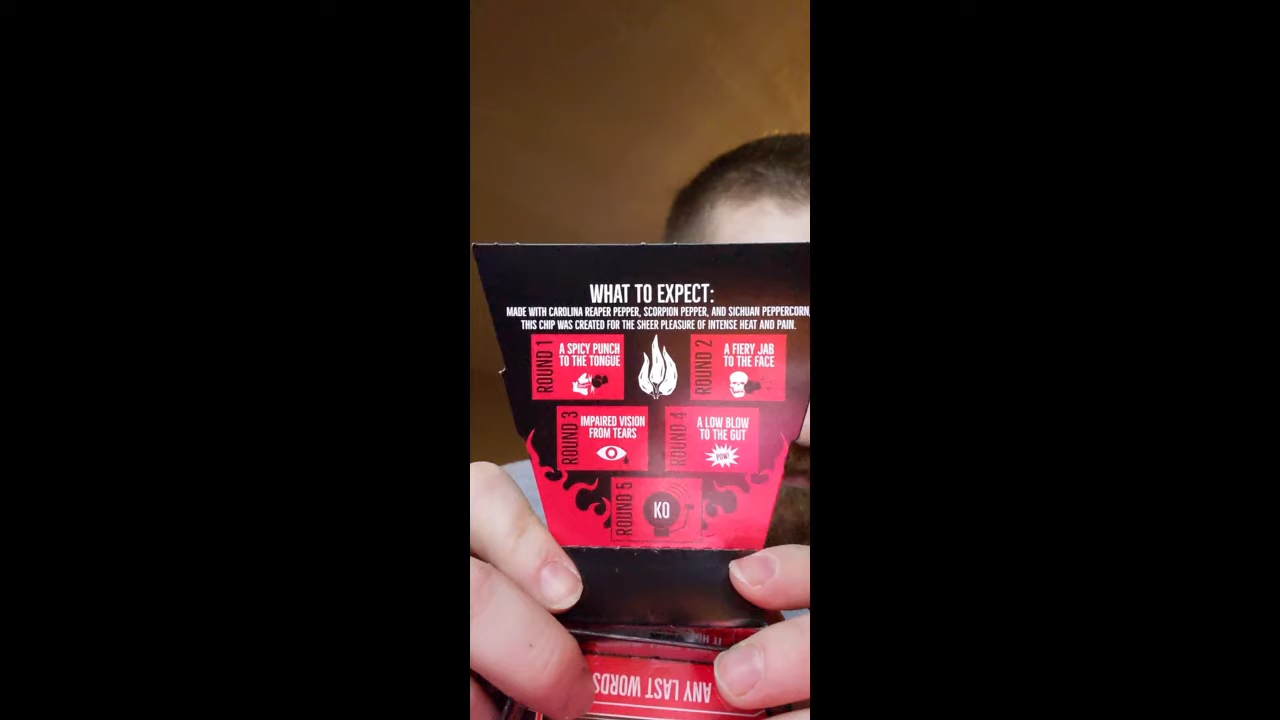 WHAT TO EXPECT:
MADE WITH CAROLINA REAPER PEPPER, SCORPION PEPPER, AND SICHUAN PEPPERCORN,
THIS CHIP WAS CREATED FOR THE SHEER PLEASURE OF INTENSE HEAT AND PAIN.
ROUND 1
A SPICY PUNCH
TO THE TONGUE
ROUND 2
A FIERY JAB
TO THE FACE
ROUND 3
IMPAIRED VISION
FROM TEARS
ROUND 4
A LOW BLOW
TO THE GUT
POW!
ROUND 5
KO
IT
ANY LAST WORDS